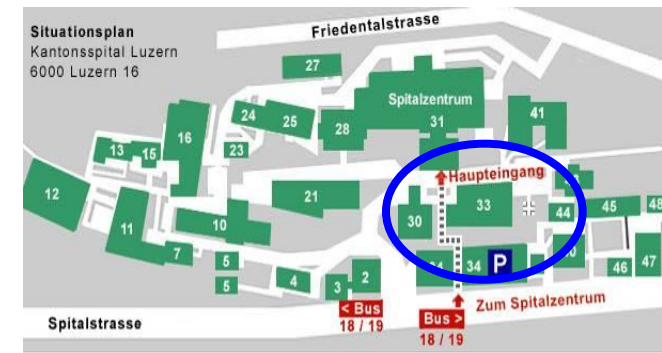 Situationsplan
Kantonsspital Luzern
6000 Luzern 16
Friedentalstrasse
27
Spitalzentrum
31
41
24
25
28
16
13
15
23
Haupteingang
12
21
30
33
44
45
48
11
10
7
5
5
4
3
2
34
P
46
47
< Bus
18 / 19
Bus >
18 / 19
Zum Spitalzentrum
Spitalstrasse